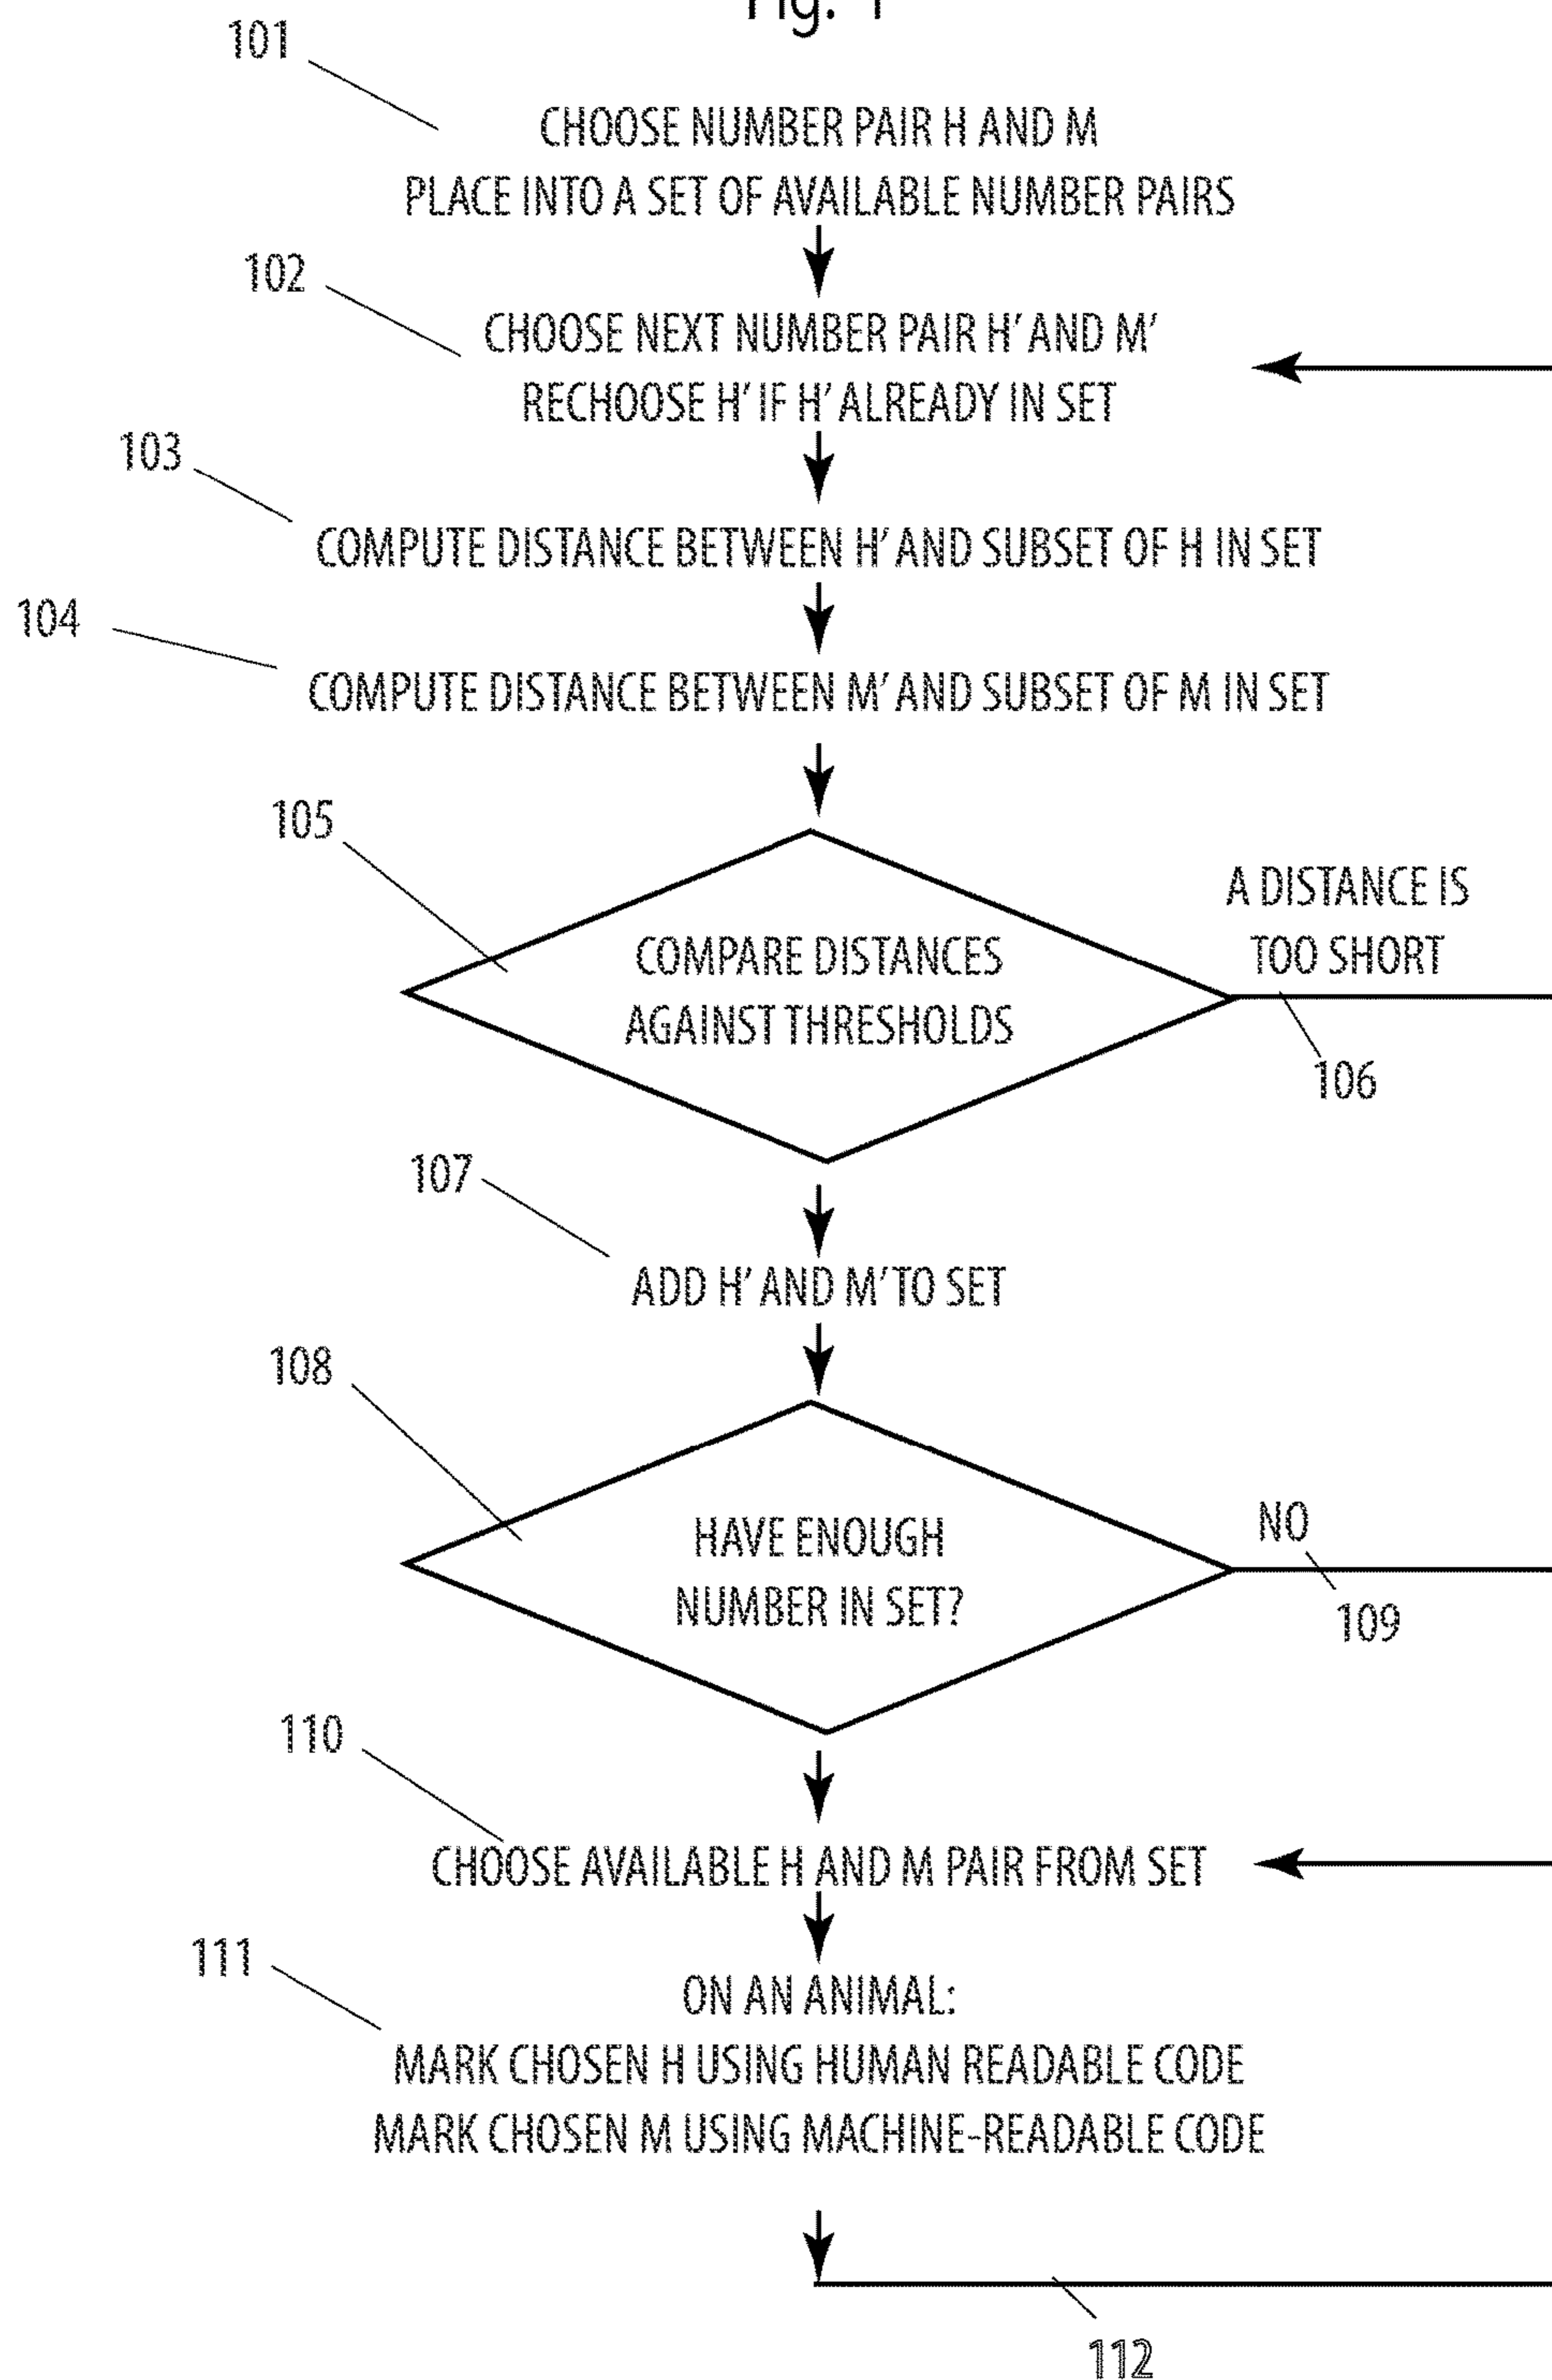 Fig. 1
101
CHOOSE NUMBER PAIR H AND M
PLACE INTO A SET OF AVAILABLE NUMBER PAIRS
102
CHOOSE NEXT NUMBER PAIR H' AND M'
RECHOOSE H' IF H' ALREADY IN SET
103
COMPUTE DISTANCE BETWEEN H' AND SUBSET OF H IN SET
104
COMPUTE DISTANCE BETWEEN M' AND SUBSET OF M IN SET
105
COMPARE DISTANCES
AGAINST THRESHOLDS
A DISTANCE IS
TOO SHORT
106
107
ADD H' AND M' TO SET
108
HAVE ENOUGH
NUMBER IN SET?
NO
109
110
CHOOSE AVAILABLE H AND M PAIR FROM SET
111
ON AN ANIMAL:
MARK CHOSEN H USING HUMAN READABLE CODE
MARK CHOSEN M USING MACHINE-READABLE CODE
112